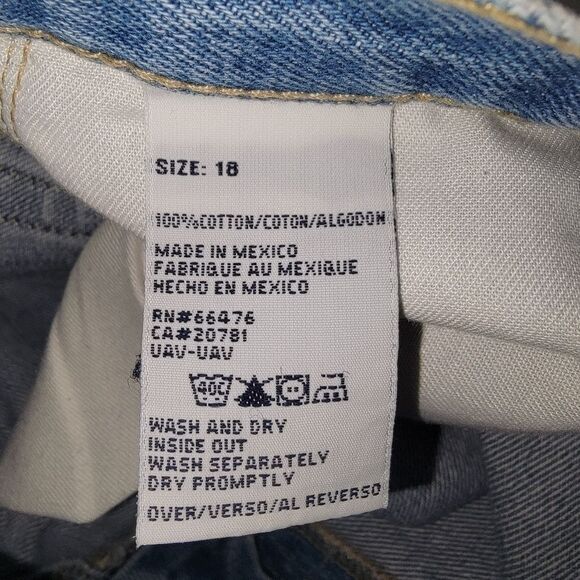 SIZE: 18
100%COTTON/COTON/ALGODON
MADE IN MEXICO
FABRIQUE AU MEXIQUE
HECHO EN MEXICO
RN#66476
CA#20781
UAV-UAV
40C
WASH AND DRY
INSIDE OUT
WASH SEPARATELY
DRY PROMPTLY
OVER/VERSO/AL REVERSO